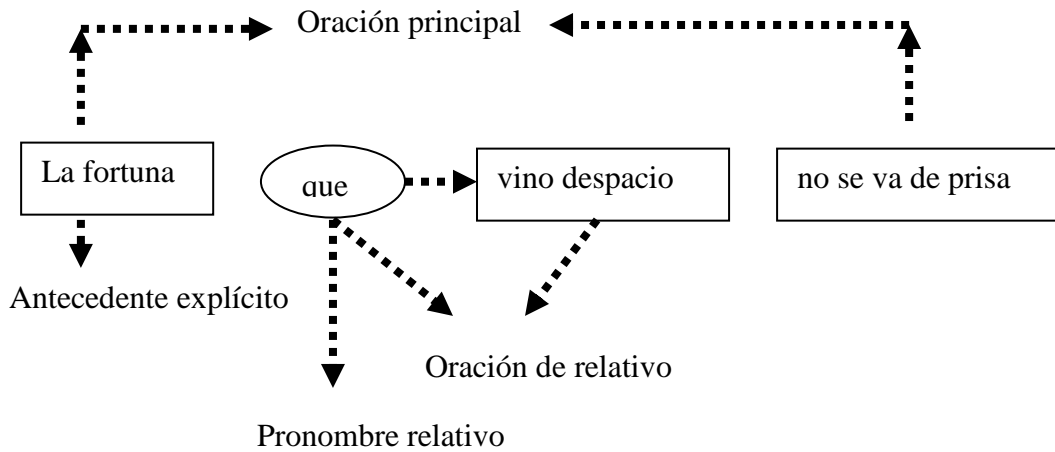 Oración principal
La fortuna
que
vino despacio
no se va de prisa
Antecedente explícito
Oración de relativo
Pronombre relativo